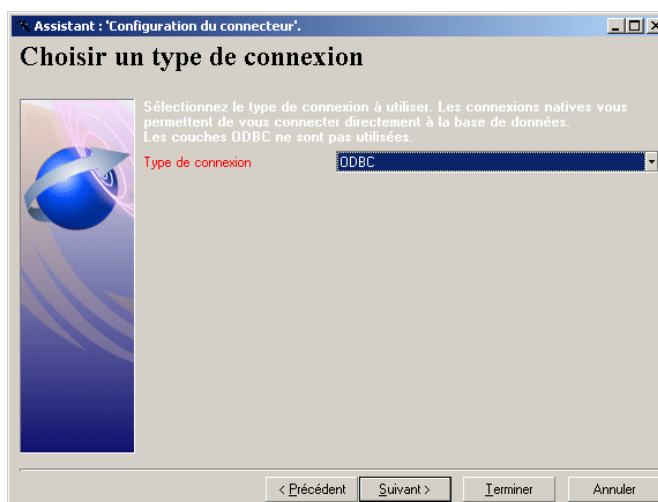 Assistant : 'Configuration du connecteur'.
Choisir un type de connexion
Sélectionnez le type de connexion à utiliser. Les connexions natives vous
permettent de vous connecter directement à la base de données.
Les couches ODBC ne sont pas utilisées.
Type de connexion ODBC
< Précédent Suivant > Terminer Annuler